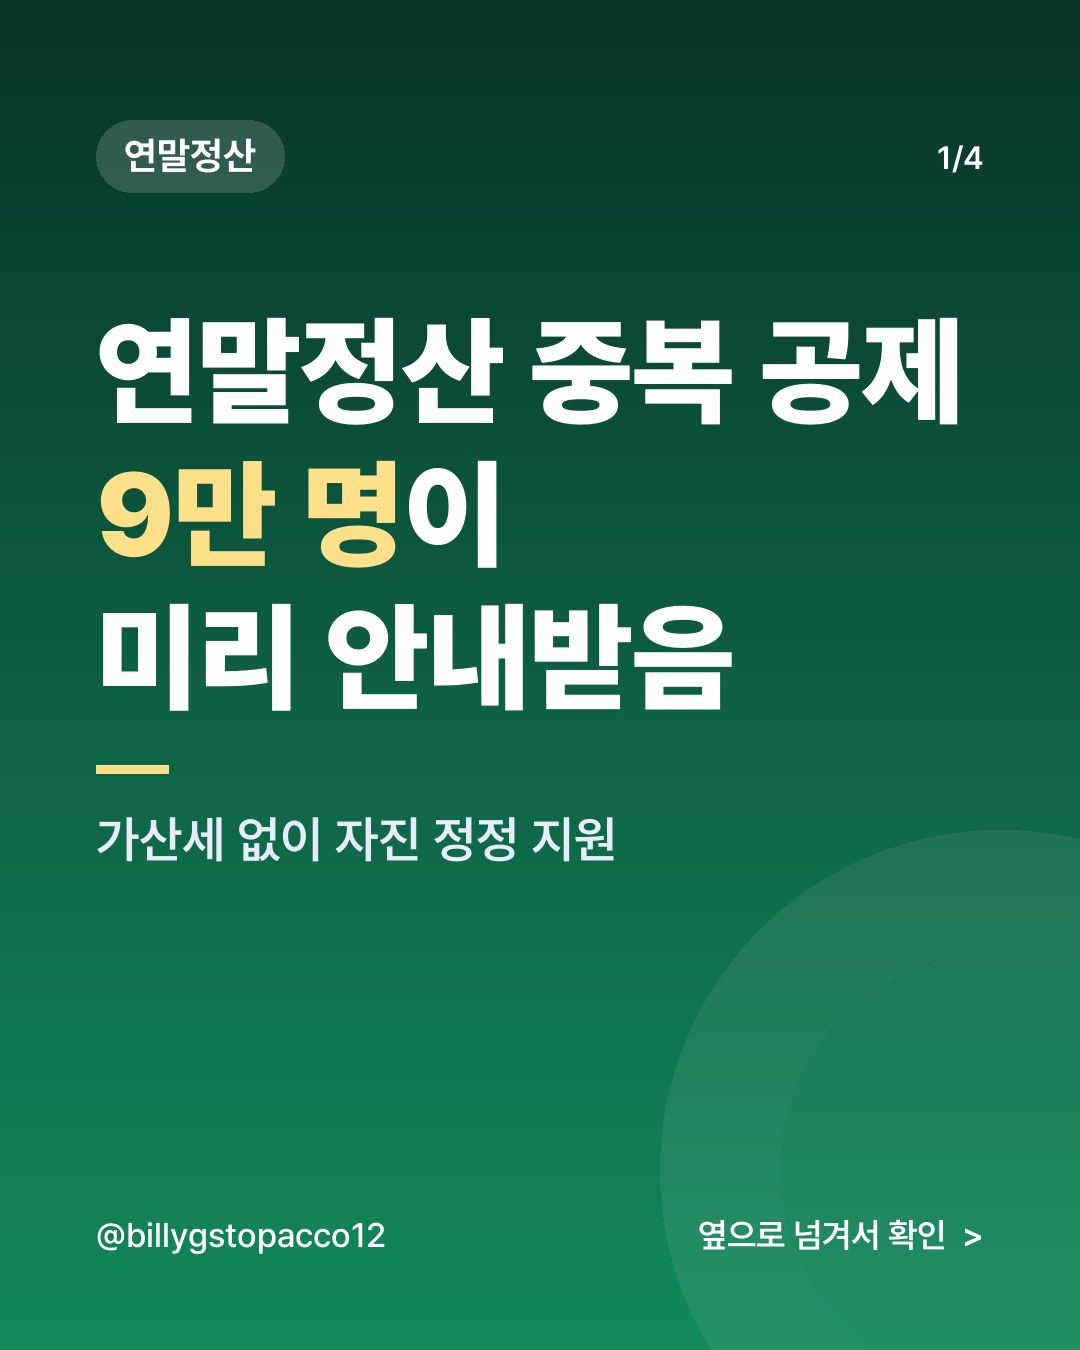 연말정산
1/4
연말정산 중복 공제
9만 명이
미리 안내받음
가산세 없이 자진 정정 지원
@billygstopacco12
옆으로 넘겨서 확인 >